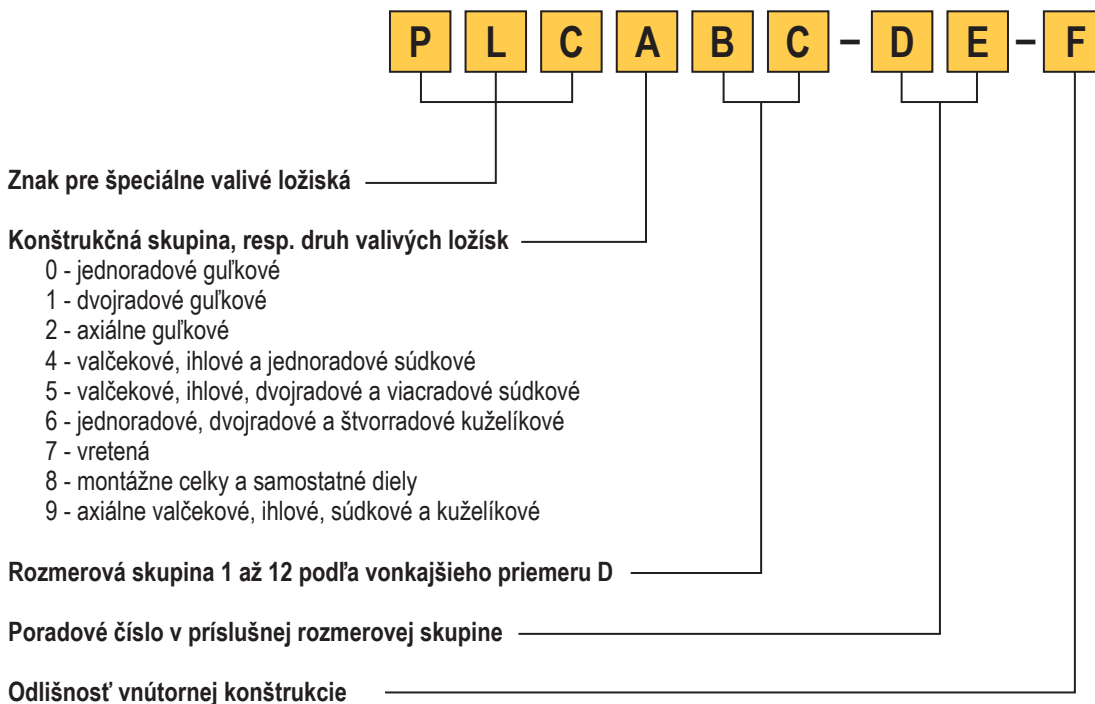 P L C A B C – D E – F
Znak pre špeciálne valivé ložiská
Konštrukčná skupina, resp. druh valivých ložísk
0 - jednoradové guľkové
1 - dvojradové guľkové
2 - axiálne guľkové
4 - valčekové, ihlové a jednoradové súdkové
5 - valčekové, ihlové, dvojradové a viacradové súdkové
6 - jednoradové, dvojradové a štvorradové kuželíkové
7 - vretená
8 - montážne celky a samostatné diely
9 - axiálne valčekové, ihlové, súdkové a kuželíkové
Rozmerová skupina 1 až 12 podľa vonkajšieho priemeru D
Poradové číslo v príslušnej rozmerovej skupine
Odlišnosť vnútornej konštrukcie